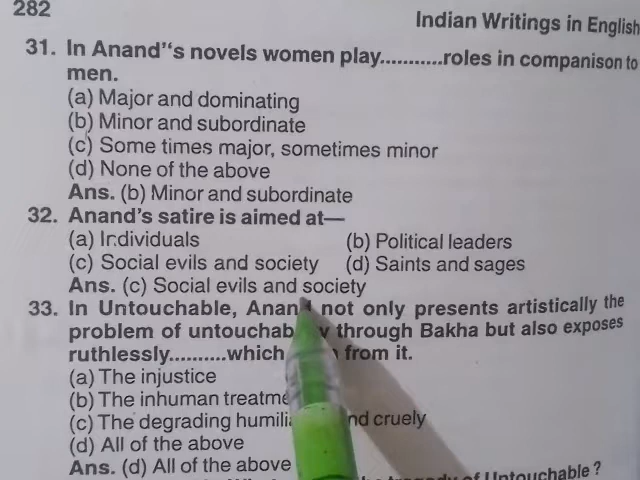 282
Indian Writings in English
31. In Anand"s novels women play...........roles in companison to
men.
(a) Major and dominating
(b) Minor and subordinate
(c) Some times major, sometimes minor
(d) None of the above
Ans. (b) Minor and subordinate
32. Anand's satire is aimed at—
(a) Individuals (b) Political leaders
(c) Social evils and society (d) Saints and sages
Ans. (c) Social evils and society
33. In Untouchable, Anand not only presents artistically the
problem of through Bakha but also exposes
ruthlessly..........which from it.
(a) The injustice
(b) The inhuman
(c) The degrading cruely
(d) All of the above
Ans. (d) All of the above
of Untouchable?